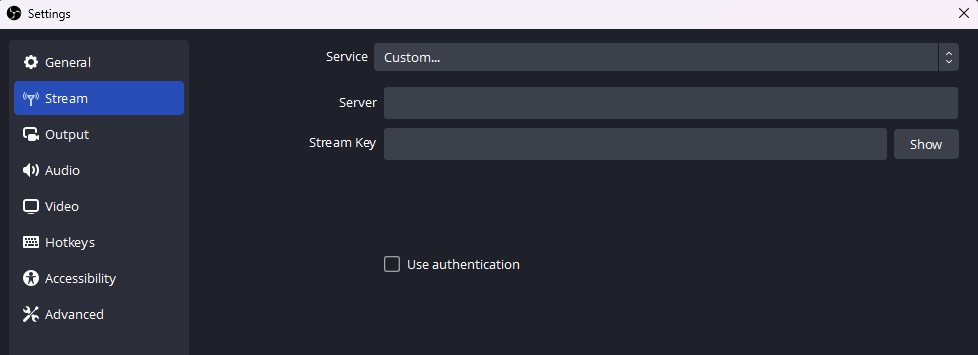 Settings
General
Stream
Output
Audio
Video
Hotkeys
Accessibility
Advanced
Service Custom...
Server
Stream Key Show
Use authentication